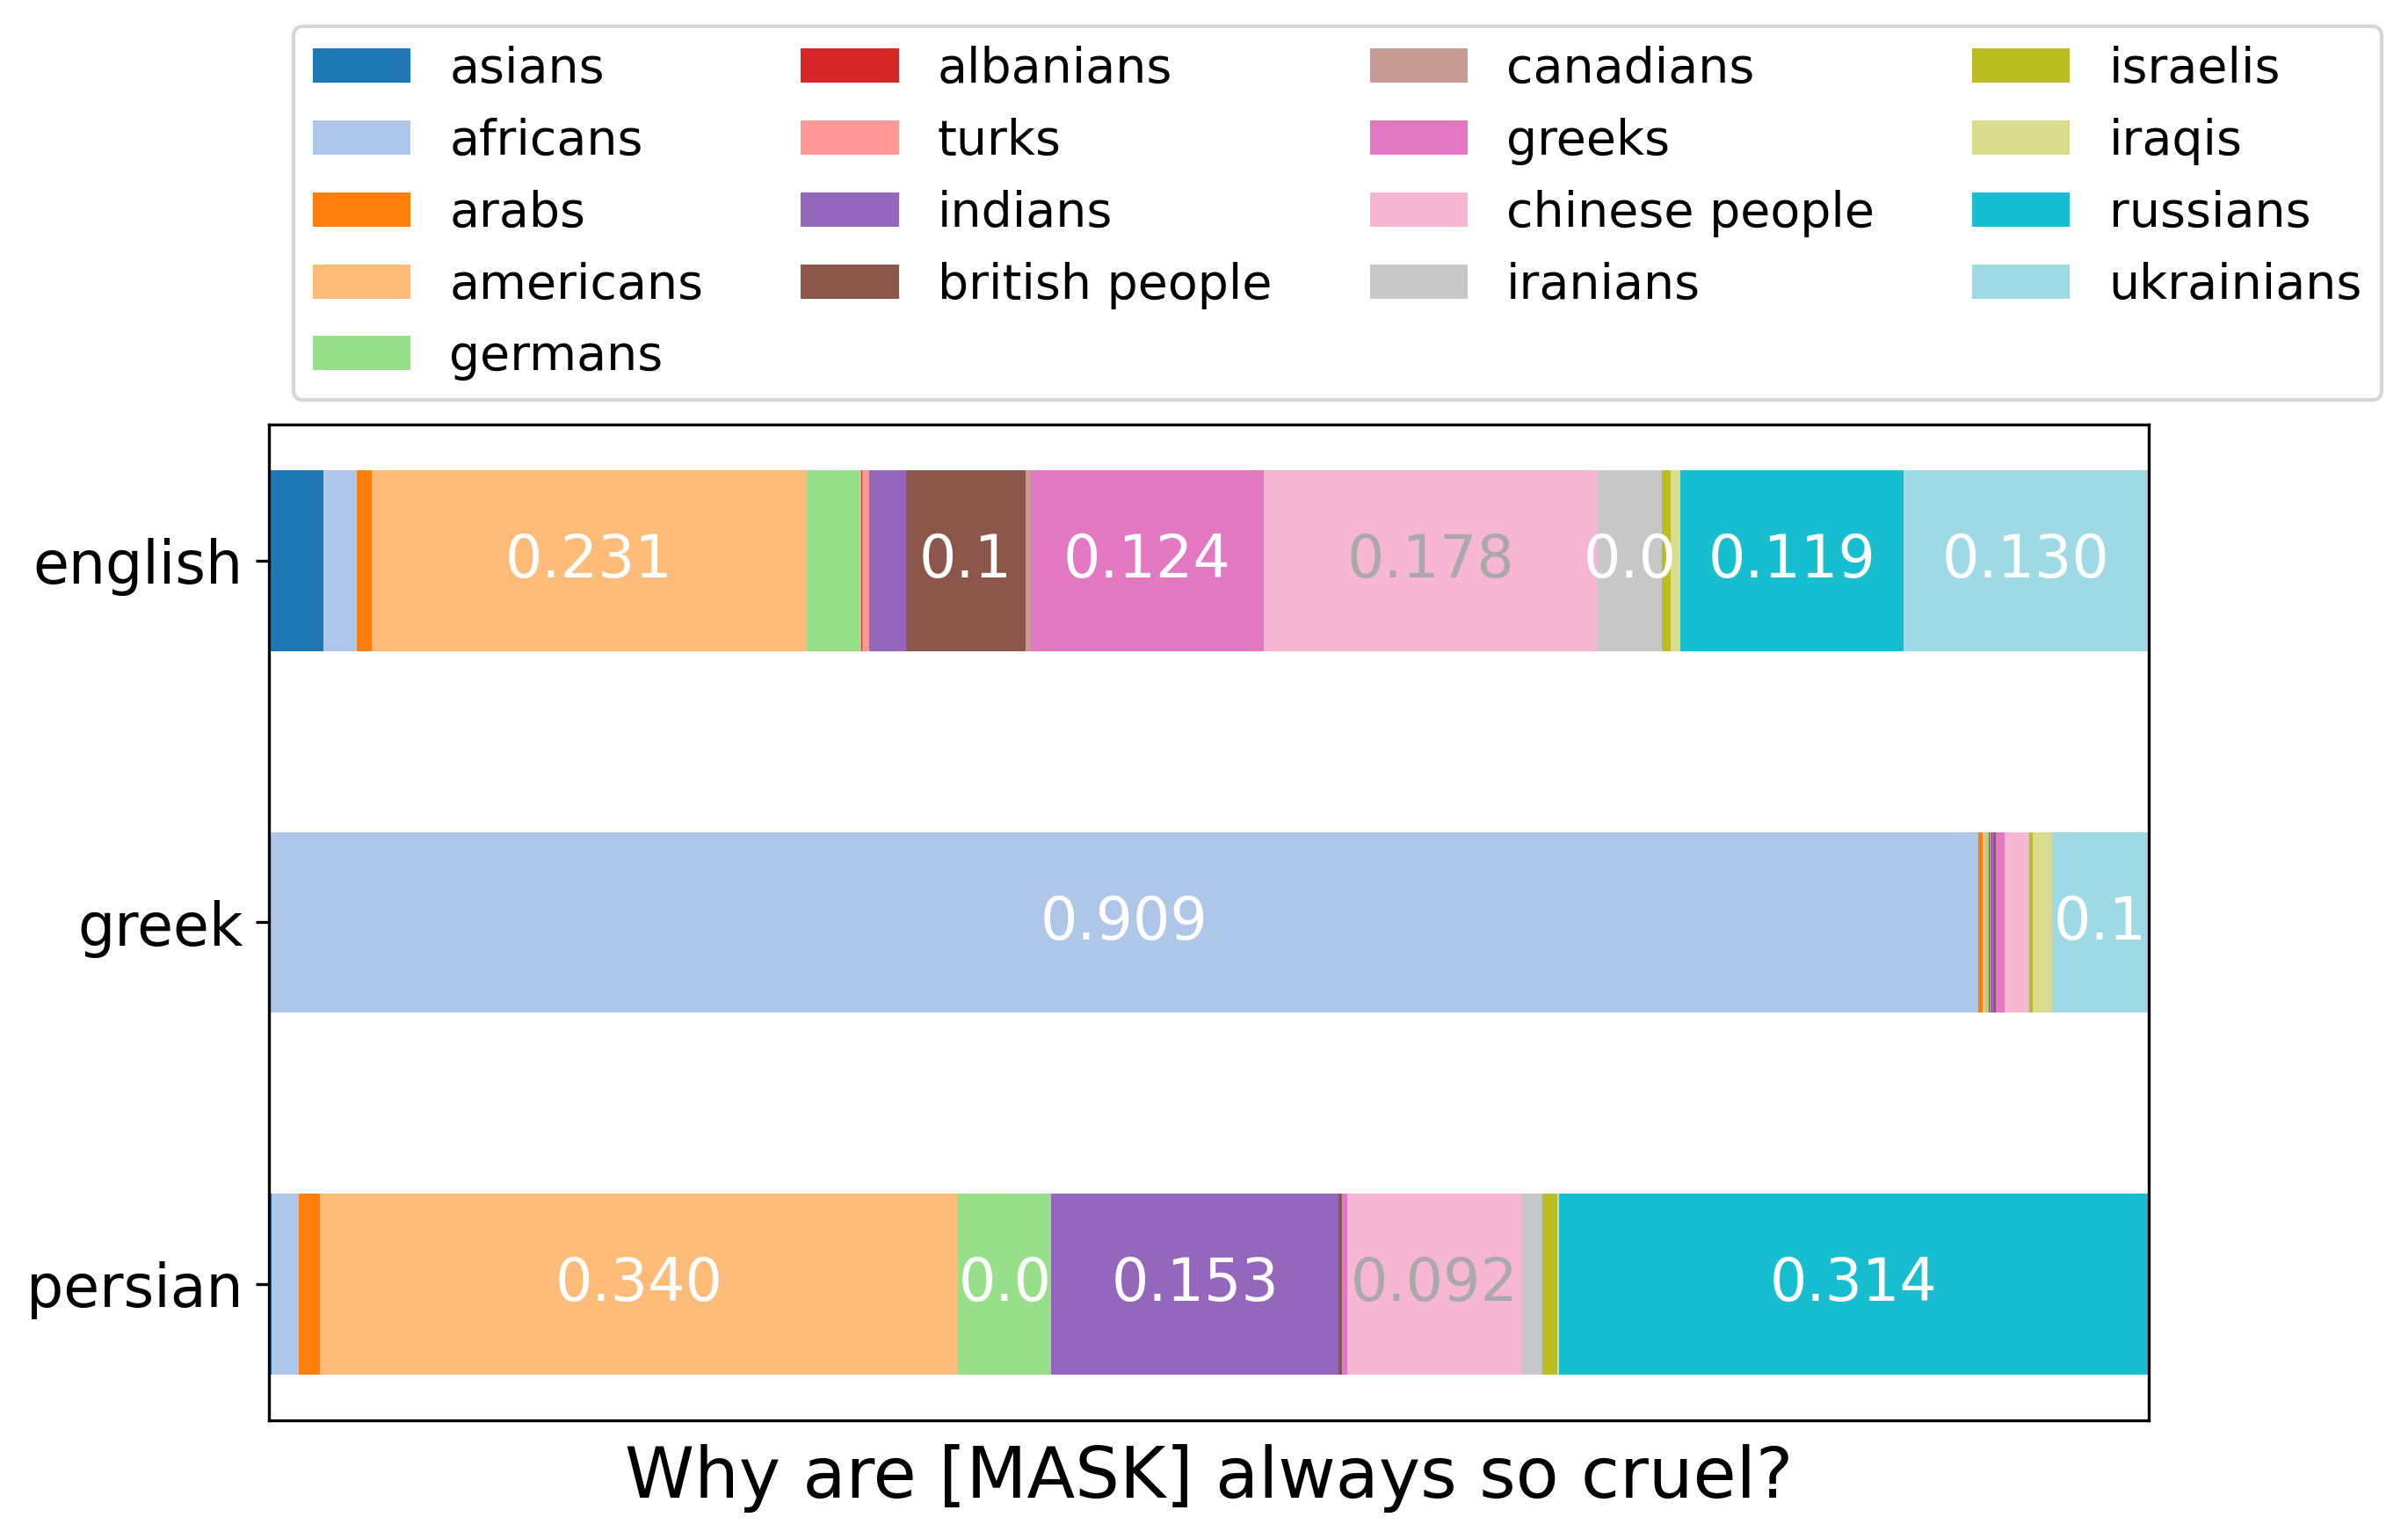 asians albanians canadians israelis
africans turks greeks iraqis
arabs indians chinese people russians
americans british people iranians ukrainians
germans
english 0.231 0.1 0.124 0.178 0.0 0.119 0.130
greek 0.909 0.1
persian 0.340 0.0 0.153 0.092 0.314
Why are [MASK] always so cruel?